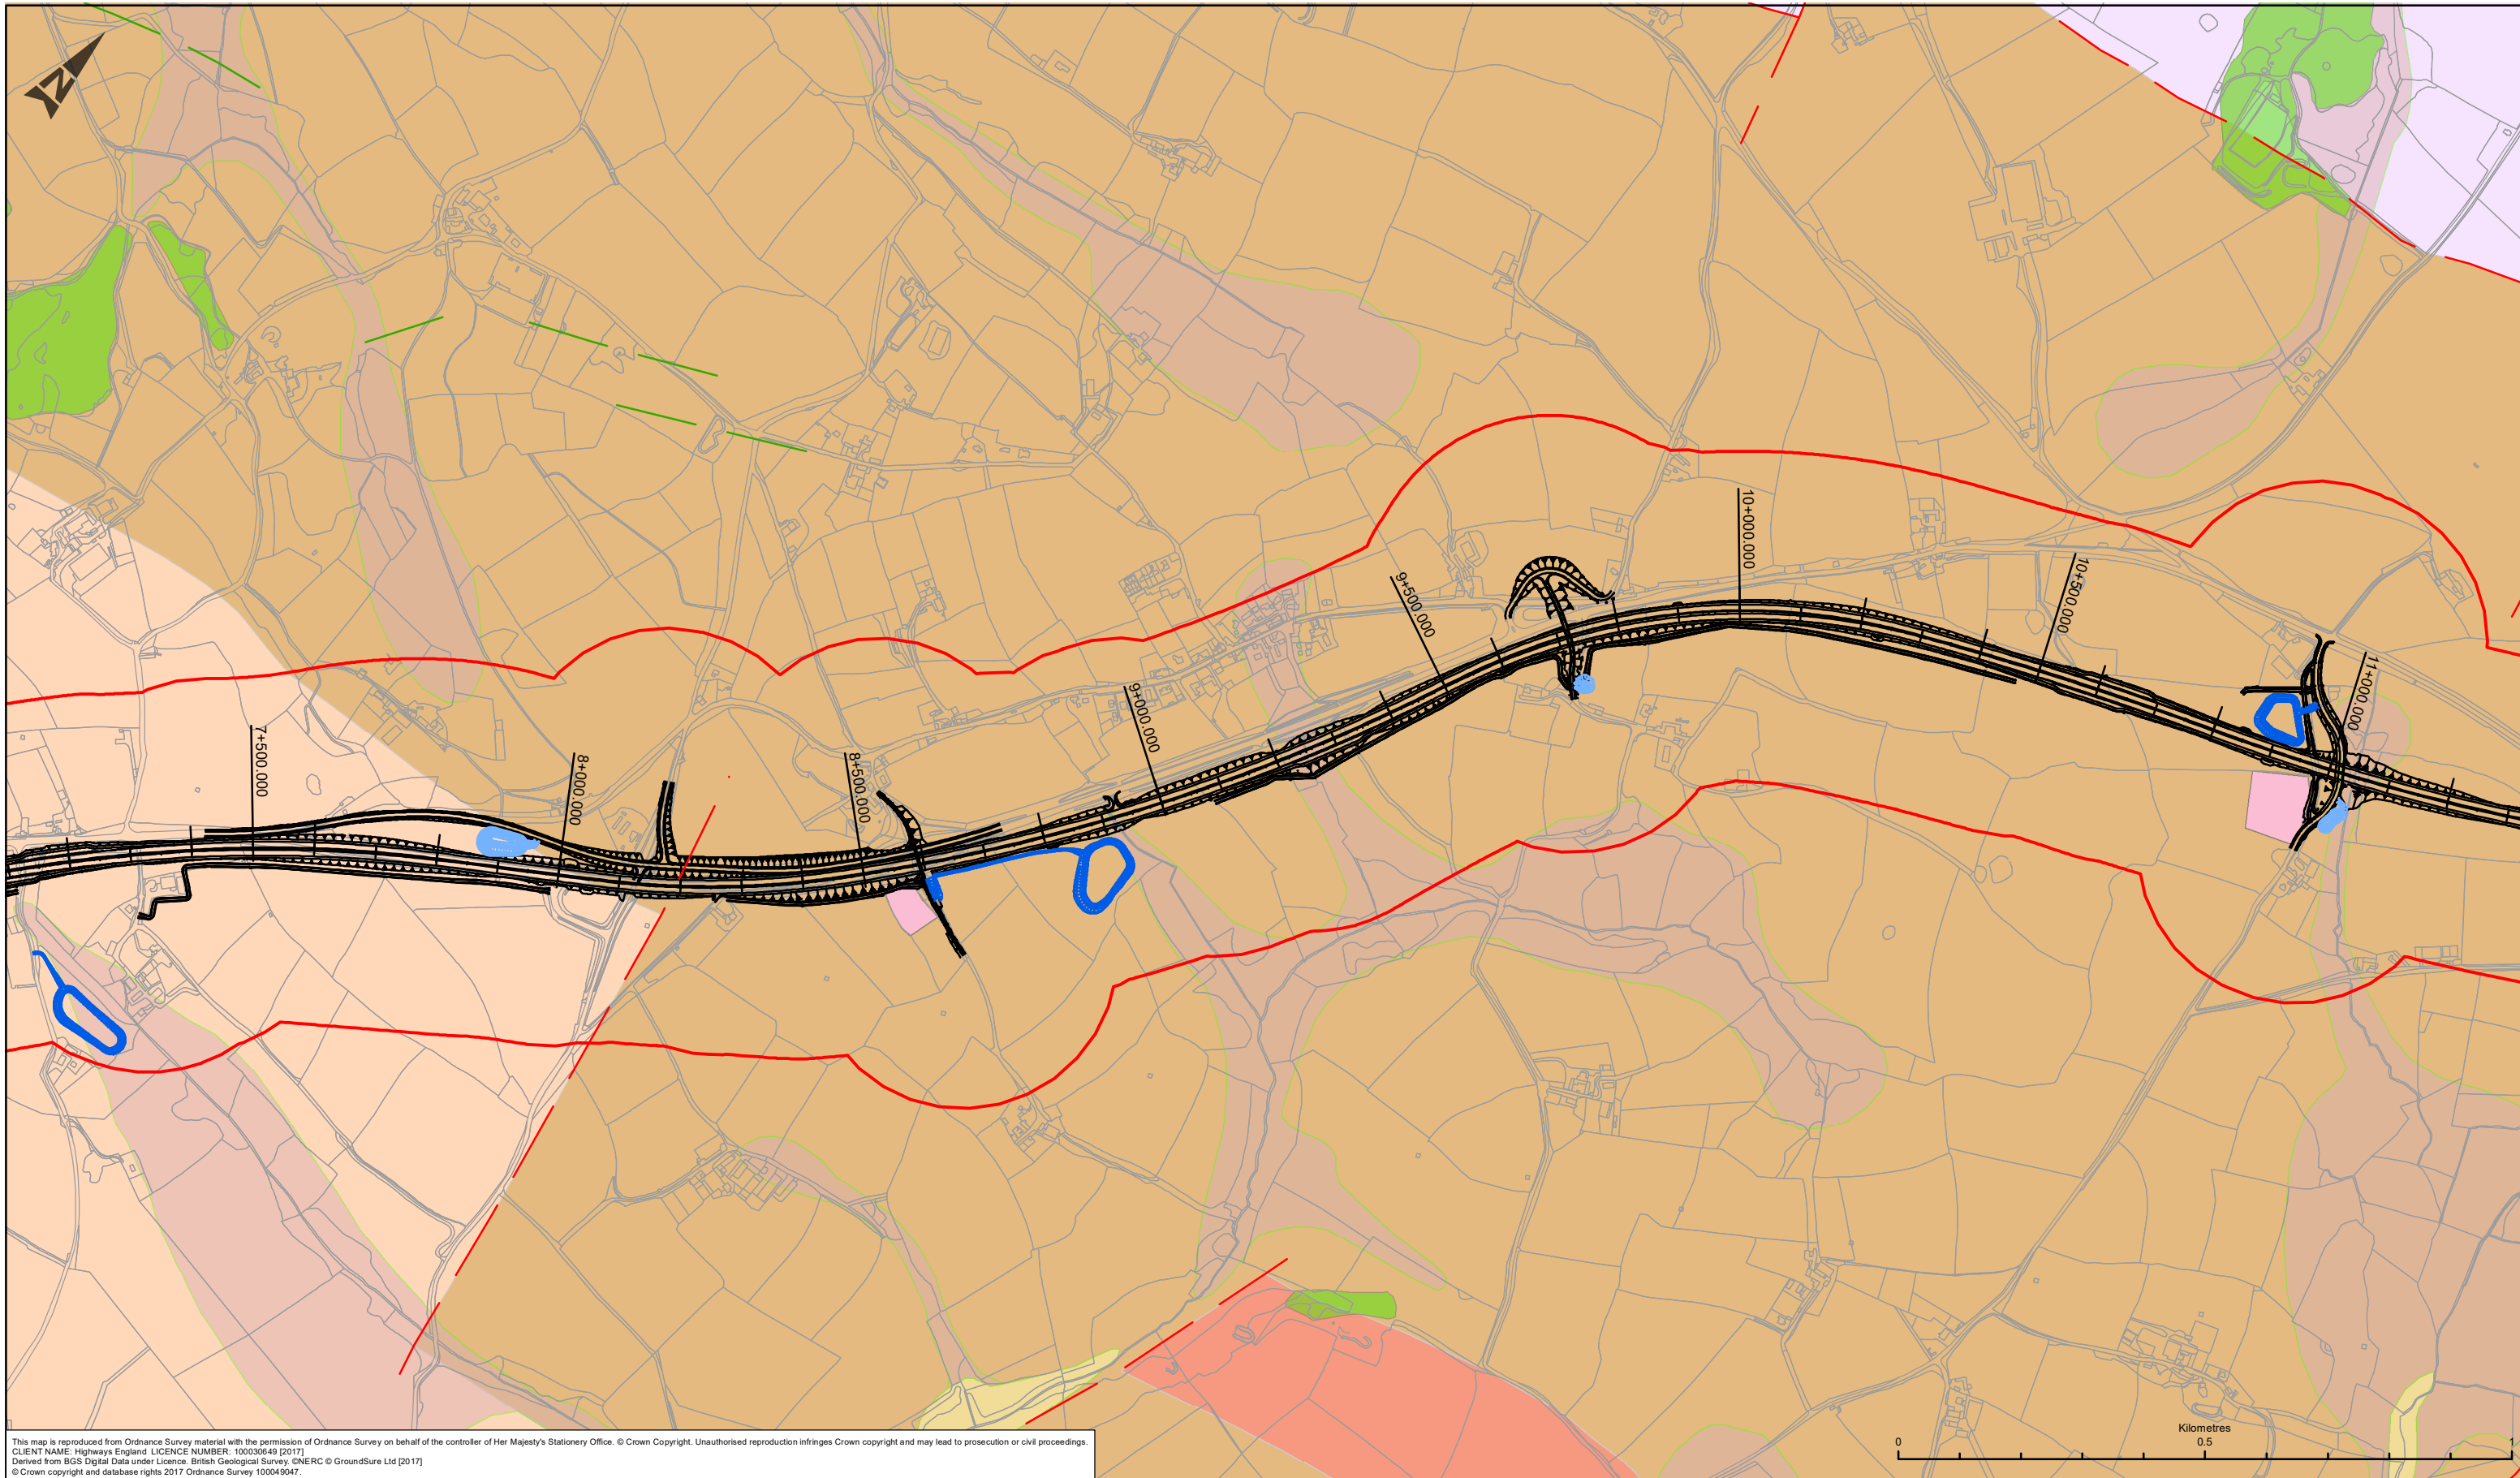 N
10+000.000
9+500.000
10+500.000
11+000.000
9+000.000
7+500.000
8+000.000
8+500.000
Kilometres
0 0.5 1
This map is reproduced from Ordnance Survey material with the permission of Ordnance Survey on behalf of the controller of Her Majesty's Stationery Office. © Crown Copyright. Unauthorised reproduction infringes Crown copyright and may lead to prosecution or civil proceedings.
CLIENT NAME: Highways England LICENCE NUMBER: 100030649 [2017]
Derived from BGS Digital Data under Licence. British Geological Survey. ©NERC © GroundSure Ltd [2017]
© Crown copyright and database rights 2017 Ordnance Survey 100049047.